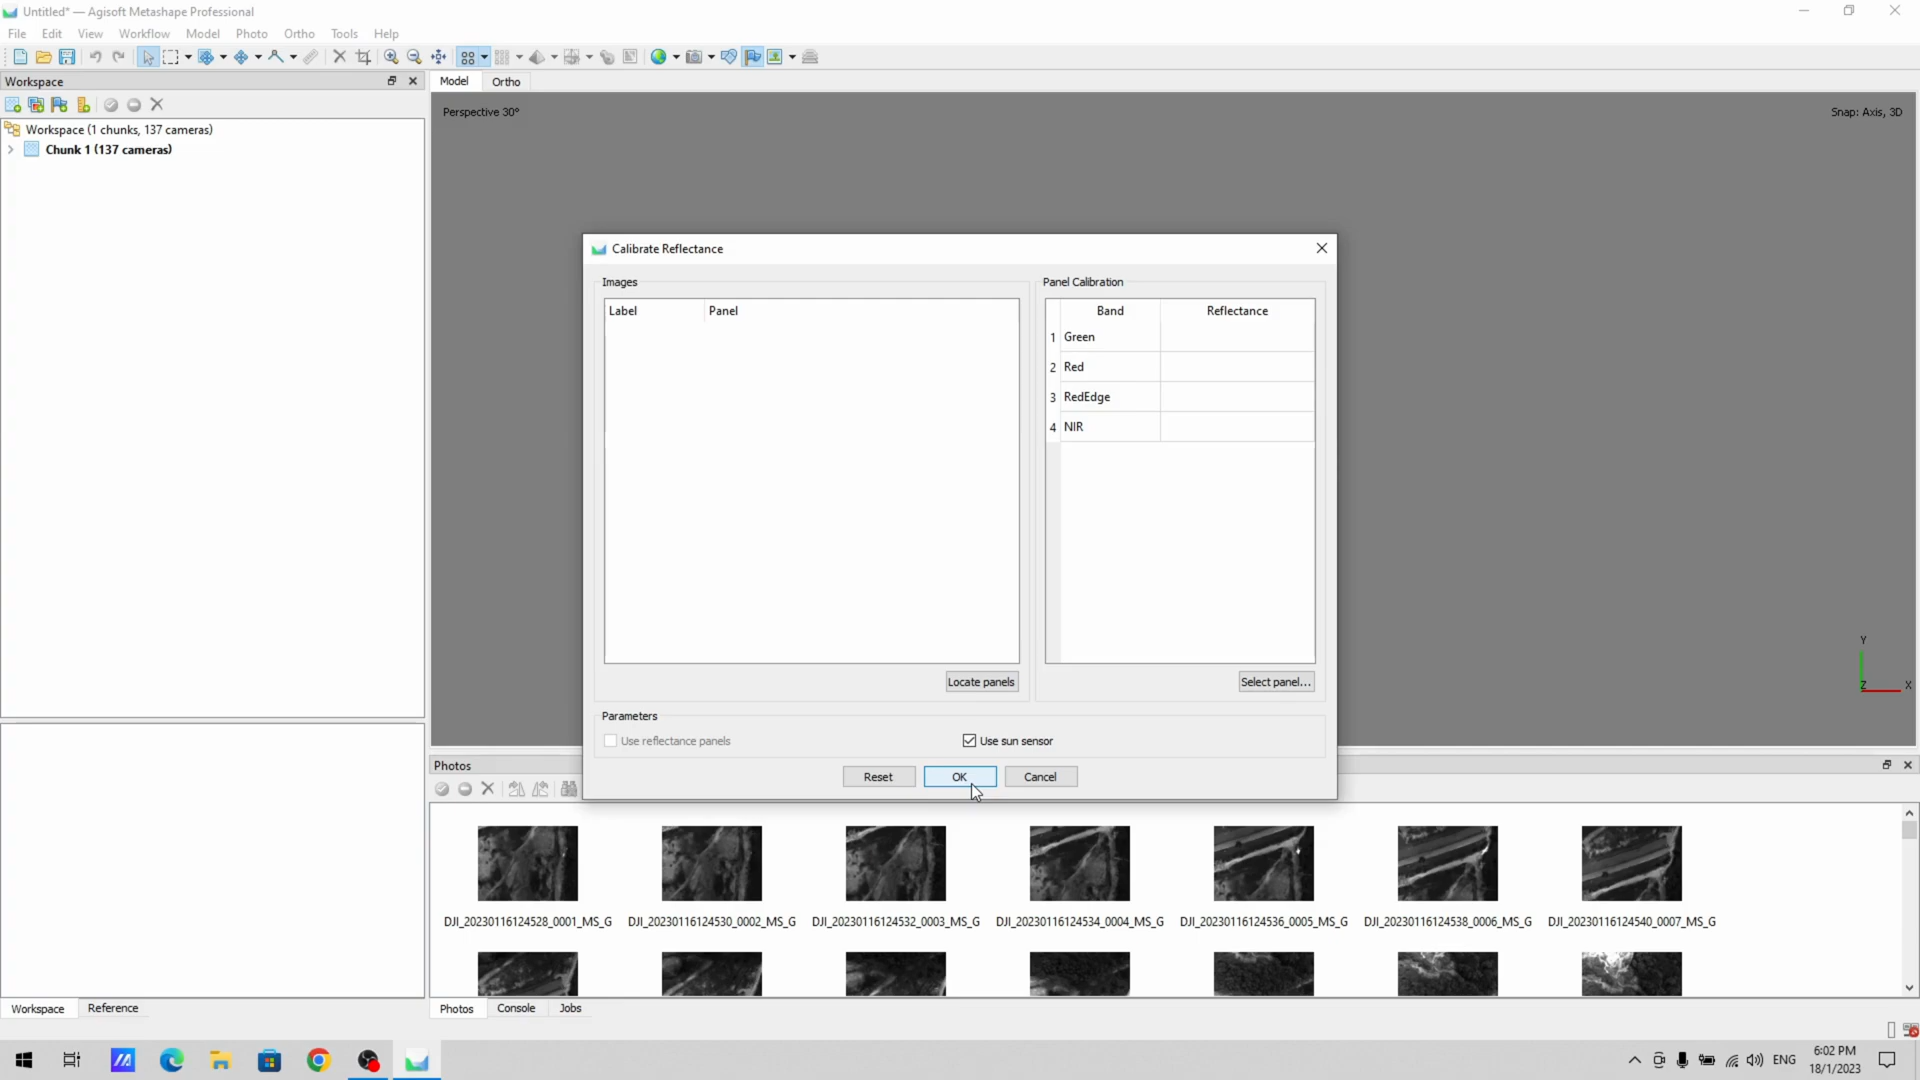 Untitled* — Agisoft Metashape Professional
File Edit View Workflow Model Photo Ortho Tools Help
Workspace
Model Ortho
Perspective 30°
Snap: Axis, 3D
Workspace (1 chunks, 137 cameras)
Chunk 1 (137 cameras)
Calibrate Reflectance
Images
Panel Calibration
Label Panel
Band Reflectance
1 Green
2 Red
3 RedEdge
4 NIR
Locate panels
Select panel...
Parameters
Use reflectance panels
Use sun sensor
Reset OK Cancel
Y
Z X
Photos
DJI_20230116124528_0001_MS_G DJI_20230116124530_0002_MS_G DJI_20230116124532_0003_MS_G DJI_20230116124534_0004_MS_G DJI_20230116124536_0005_MS_G DJI_20230116124538_0006_MS_G DJI_20230116124540_0007_MS_G
Workspace Reference
Photos Console Jobs
ENG
6:02 PM
18/1/2023